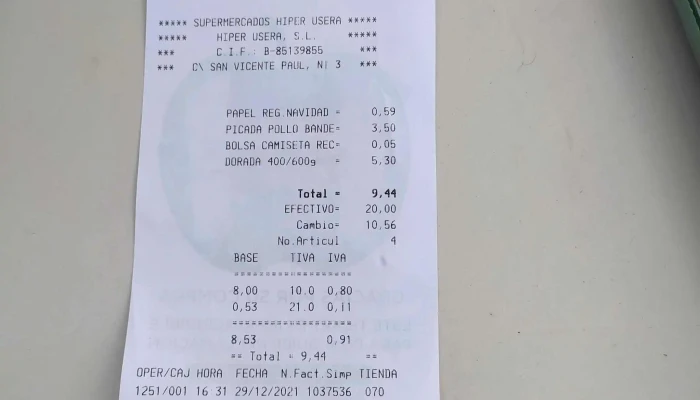 ***** SUPERMERCADOS HIPER USERA *****
***** HIPER USERA, S.L. *****
*** C.I.F.: B-85139855 ***
*** C\ SAN VICENTE PAUL, N| 3 ***
PAPEL REG.NAVIDAD = 0,59
PICADA POLLO BANDE= 3,50
BOLSA CAMISETA REC= 0,05
DORADA 400/600g = 5,30
Total = 9,44
EFECTIVO= 20,00
Cambio= 10,56
No.Articul 4
BASE TIVA IVA
==================
8,00 10.0 0,80
0,53 21.0 0,11
==================
8,53 0,91
== Total = 9,44 ==
OPER/CAJ HORA FECHA N.Fact.Simp TIENDA
1251/001 16 31 29/12/2021 1037536 070